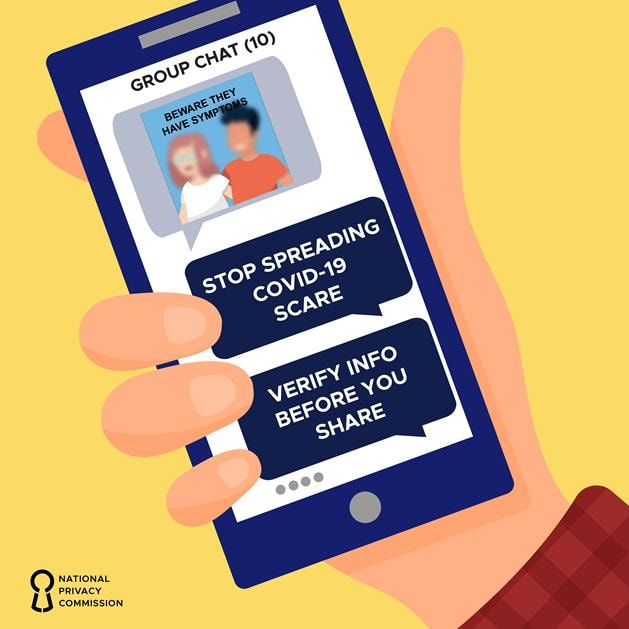 GROUP CHAT (10)
BEWARE THEY
HAVE SYMPTOMS
STOP SPREADING
COVID-19
SCARE
VERIFY INFO
BEFORE YOU
SHARE
NATIONAL
PRIVACY
COMMISSION